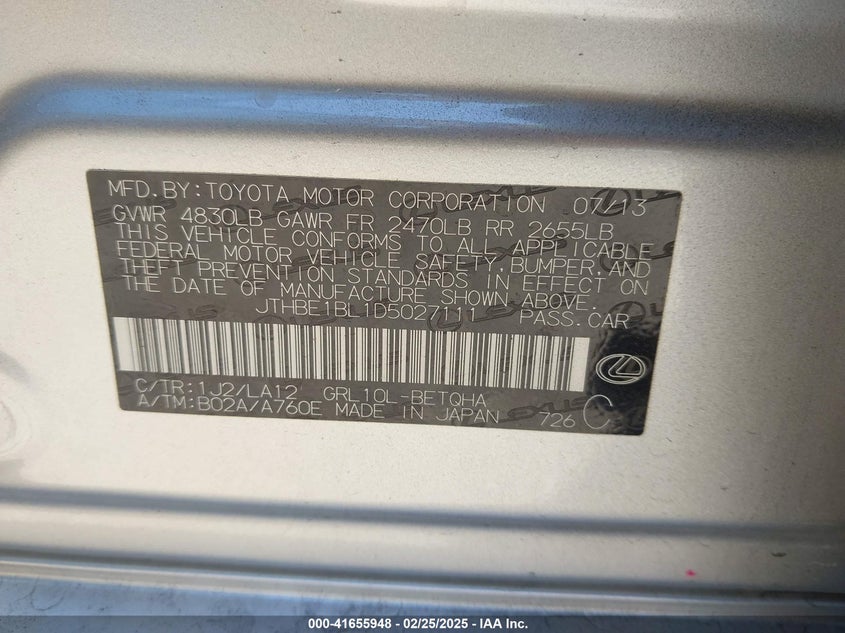 MFD.BY:TOYOTA MOTOR CORPORATION 07/13
GVWR 4830LB GAWR FR 2470LB RR 2655LB
THIS VEHICLE CONFORMS TO ALL APPLICABLE
FEDERAL MOTOR VEHICLE SAFETY,BUMPER,AND
THEFT PREVENTION STANDARDS IN EFFECT ON
THE DATE OF MANUFACTURE SHOWN ABOVE.
JTHBE1BL1D5027111 PASS.CAR
C/TR:1J2/LA12 GRL10L-BETQHA
A/TM:B02A/A760E MADE IN JAPAN 726 C
000-41655948 - 02/25/2025 - IAA Inc.